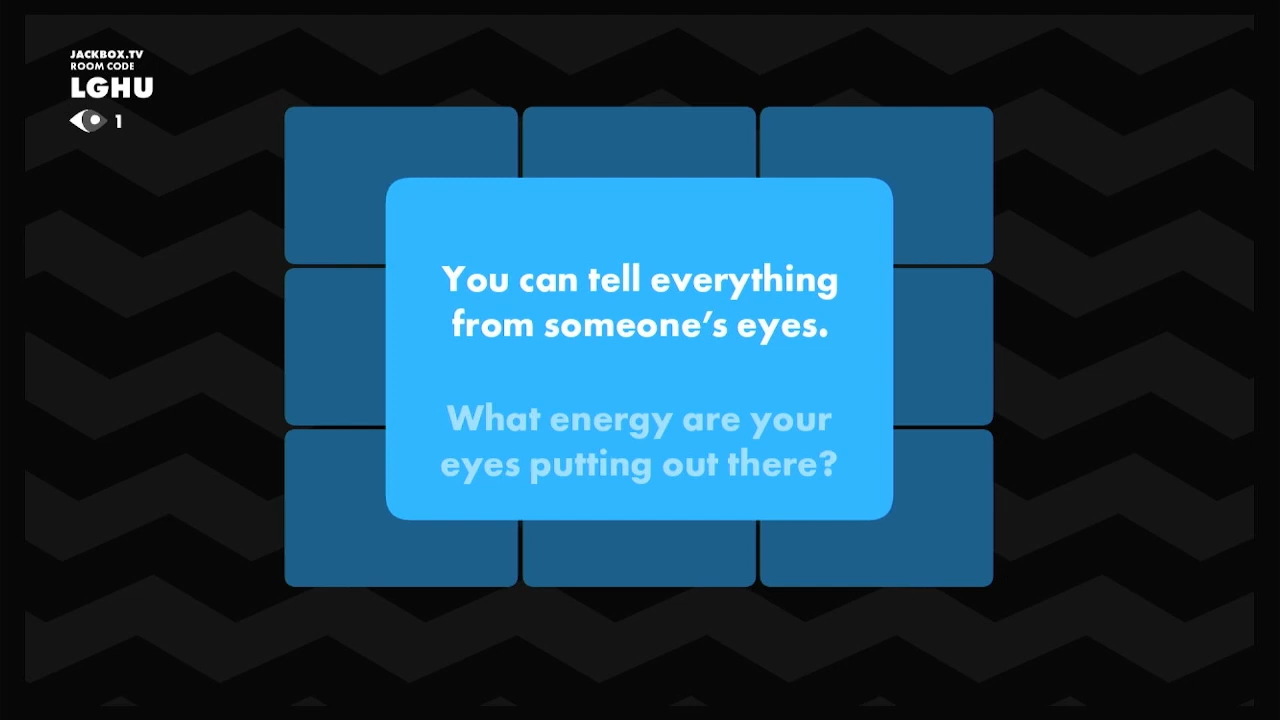 JACKBOX.TV
ROOM CODE
LGHU
1
You can tell everything
from someone's eyes.
What energy are your
eyes putting out there?